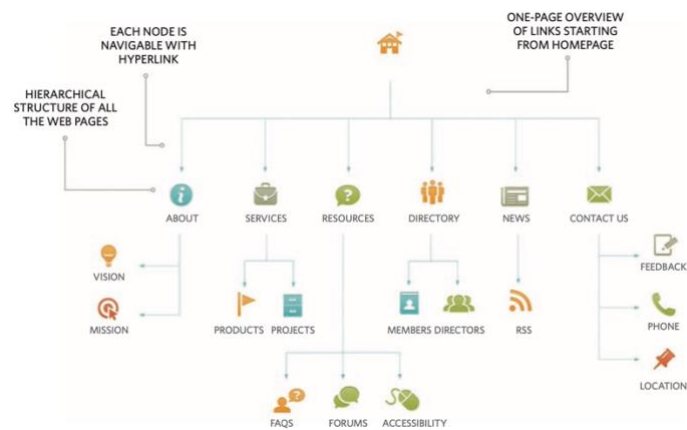 EACH NODE IS
NAVIGABLE WITH
HYPERLINK
ONE-PAGE OVERVIEW
OF LINKS STARTING
FROM HOMEPAGE
HIERARCHICAL
STRUCTURE OF ALL
THE WEB PAGES
ABOUT
SERVICES
RESOURCES
DIRECTORY
NEWS
CONTACT US
VISION
MISSION
PRODUCTS
PROJECTS
MEMBERS
DIRECTORS
RSS
FEEDBACK
PHONE
LOCATION
FAQS
FORUMS
ACCESSIBILITY